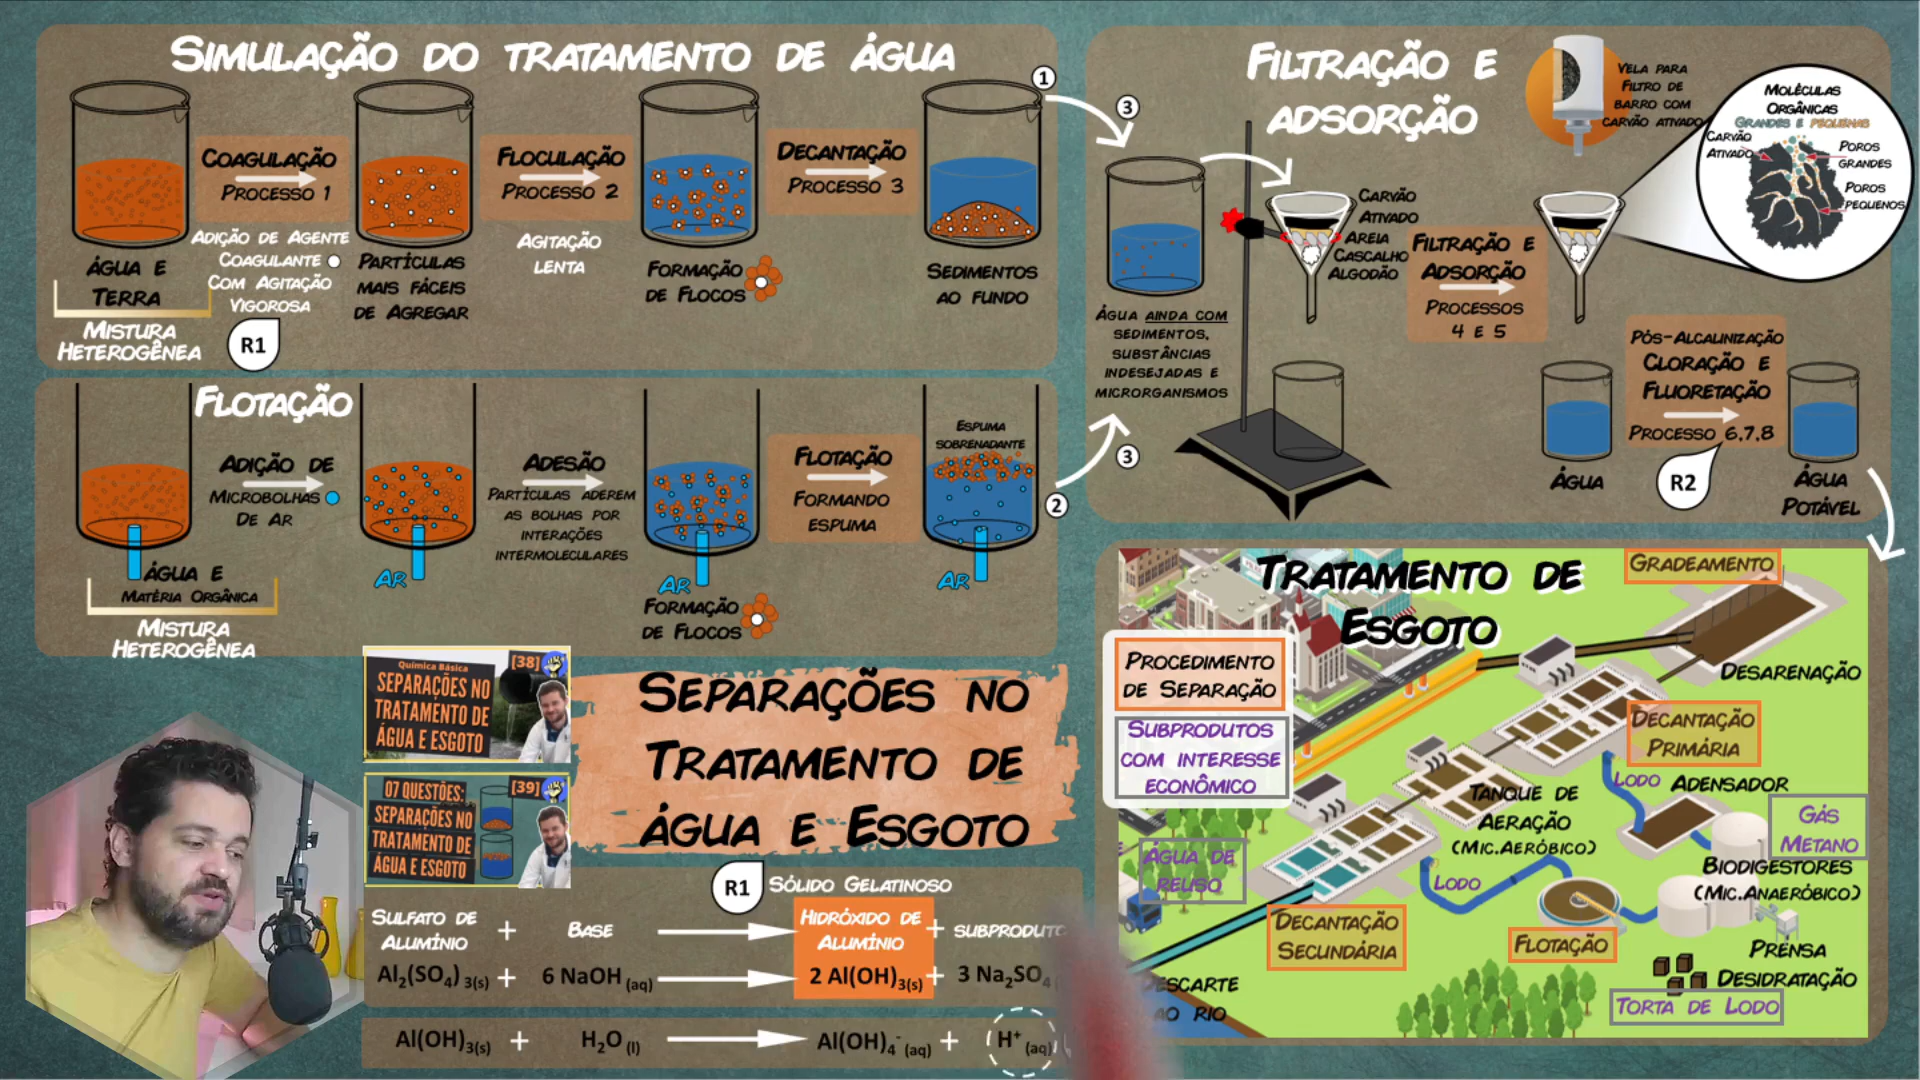 SIMULAÇÃO DO TRATAMENTO DE ÁGUA
COAGULAÇÃO
PROCESSO 1
ADIÇÃO DE AGENTE
COAGULANTE
COM AGITAÇÃO
VIGOROSA
ÁGUA E
TERRA
MISTURA
HETEROGÊNEA
R1
PARTÍCULAS
MAIS FÁCEIS
DE AGREGAR
FLOCULAÇÃO
PROCESSO 2
AGITAÇÃO
LENTA
FORMAÇÃO
DE FLOCOS
DECANTAÇÃO
PROCESSO 3
SEDIMENTOS
AO FUNDO
1
3
FLOTAÇÃO
ADIÇÃO DE
MICROBOLHAS
DE AR
ÁGUA E
MATÉRIA ORGÂNICA
MISTURA
HETEROGÊNEA
AR
ADESÃO
PARTÍCULAS ADEREM
AS BOLHAS POR
INTERAÇÕES
INTERMOLECULARES
AR
FORMAÇÃO
DE FLOCOS
FLOTAÇÃO
FORMANDO
ESPUMA
ESPUMA
SOBRENADANTE
AR
2
3
FILTRAÇÃO E
ADSORÇÃO
VELA PARA
FILTRO DE
BARRO COM
CARVÃO ATIVADO
MOLÉCULAS
ORGÂNICAS
GRANDES E PEQUENAS
CARVÃO
ATIVADO
POROS
GRANDES
POROS
PEQUENOS
ÁGUA AINDA COM
SEDIMENTOS,
SUBSTÂNCIAS
INDESEJADAS E
MICRORGANISMOS
CARVÃO
ATIVADO
AREIA
CASCALHO
ALGODÃO
FILTRAÇÃO E
ADSORÇÃO
PROCESSOS
4 E 5
PÓS-ALCALINIZAÇÃO
CLORAÇÃO E
FLUORETAÇÃO
PROCESSO 6,7,8
R2
ÁGUA
ÁGUA
POTÁVEL
TRATAMENTO DE
ESGOTO
PROCEDIMENTO
DE SEPARAÇÃO
SUBPRODUTOS
COM INTERESSE
ECONÔMICO
GRADEAMENTO
DESARENAÇÃO
DECANTAÇÃO
PRIMÁRIA
LODO
ADENSADOR
TANQUE DE
AERAÇÃO
(MIC.AERÓBICO)
GÁS
METANO
BIODIGESTORES
(MIC.ANAERÓBICO)
ÁGUA DE
REUSO
LODO
DECANTAÇÃO
SECUNDÁRIA
FLOTAÇÃO
PRENSA
DESIDRATAÇÃO
TORTA DE LODO
ESCARTE
AO RIO
Química Básica
[38]
SEPARAÇÕES NO
TRATAMENTO DE
ÁGUA E ESGOTO
07 QUESTÕES:
[39]
SEPARAÇÕES NO
TRATAMENTO DE
ÁGUA E ESGOTO
SEPARAÇÕES NO
TRATAMENTO DE
ÁGUA E ESGOTO
R1 SÓLIDO GELATINOSO
SULFATO DE ALUMÍNIO + BASE HIDRÓXIDO DE ALUMÍNIO + SUBPRODUTO
Al₂(SO₄)₃(s) + 6 NaOH (aq) 2 Al(OH)₃(s) + 3 Na₂SO₄
Al(OH)₃(s) + H₂O (l) Al(OH)₄⁻ (aq) + H⁺ (aq)